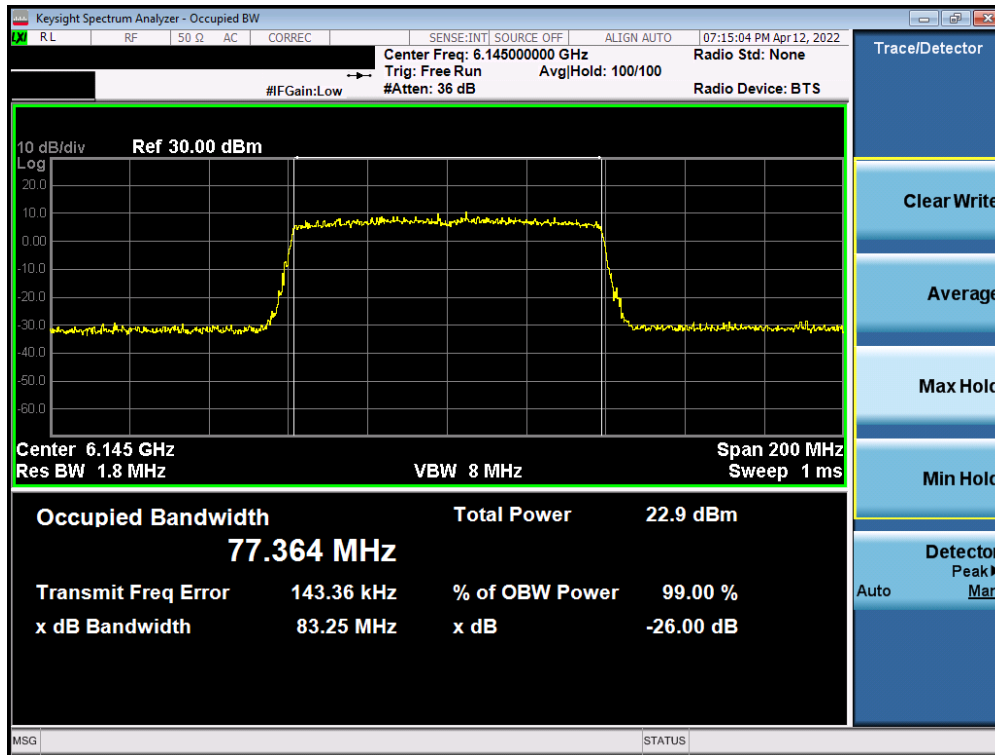 Keysight Spectrum Analyzer - Occupied BW
LXI RL RF 50 Ω AC CORREC SENSE:INT SOURCE OFF ALIGN AUTO 07:15:04 PM Apr 12, 2022
Center Freq: 6.145000000 GHz Radio Std: None
Trig: Free Run Avg|Hold: 100/100
#IFGain:Low #Atten: 36 dB Radio Device: BTS
10 dB/div Ref 30.00 dBm
Log
20.0
10.0
0.00
-10.0
-20.0
-30.0
-40.0
-50.0
-60.0
Center 6.145 GHz Span 200 MHz
Res BW 1.8 MHz VBW 8 MHz Sweep 1 ms
Occupied Bandwidth Total Power 22.9 dBm
77.364 MHz
Transmit Freq Error 143.36 kHz % of OBW Power 99.00 %
x dB Bandwidth 83.25 MHz x dB -26.00 dB
MSG STATUS
Trace/Detector
Clear Write
Average
Max Hold
Min Hold
Detector
Peak
Auto Man